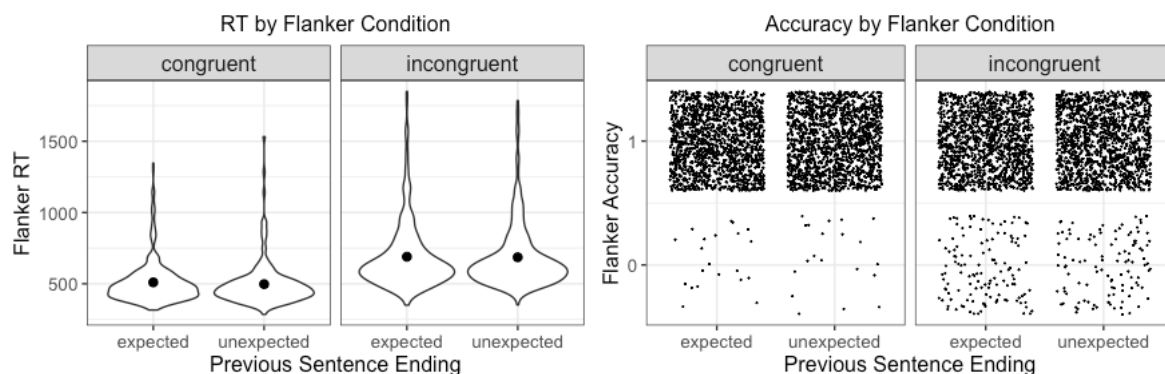 RT by Flanker Condition
congruent
incongruent
Flanker RT
1500
1000
500
expected
unexpected
expected
unexpected
Previous Sentence Ending
Accuracy by Flanker Condition
congruent
incongruent
Flanker Accuracy
1
0
expected
unexpected
expected
unexpected
Previous Sentence Ending